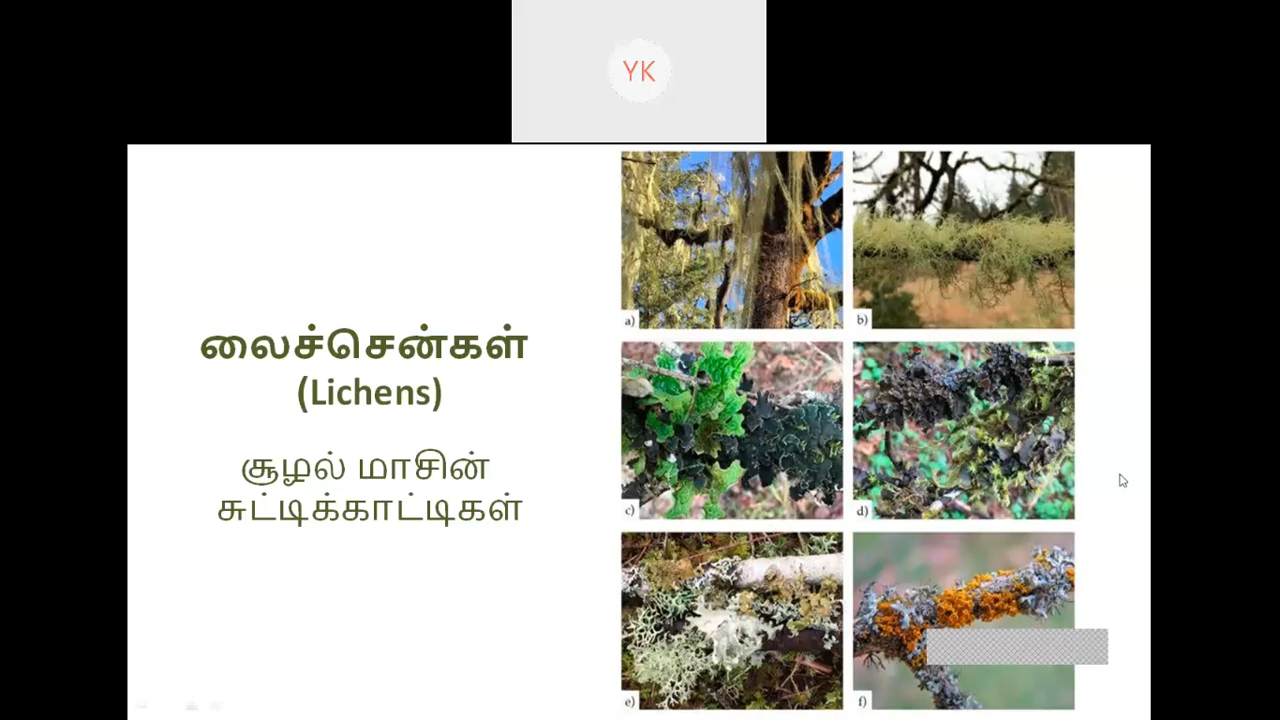 YK
லைச்சென்கள்
(Lichens)
சூழல் மாசின்
சுட்டிக்காட்டிகள்
a)
b)
c)
d)
e)
f)